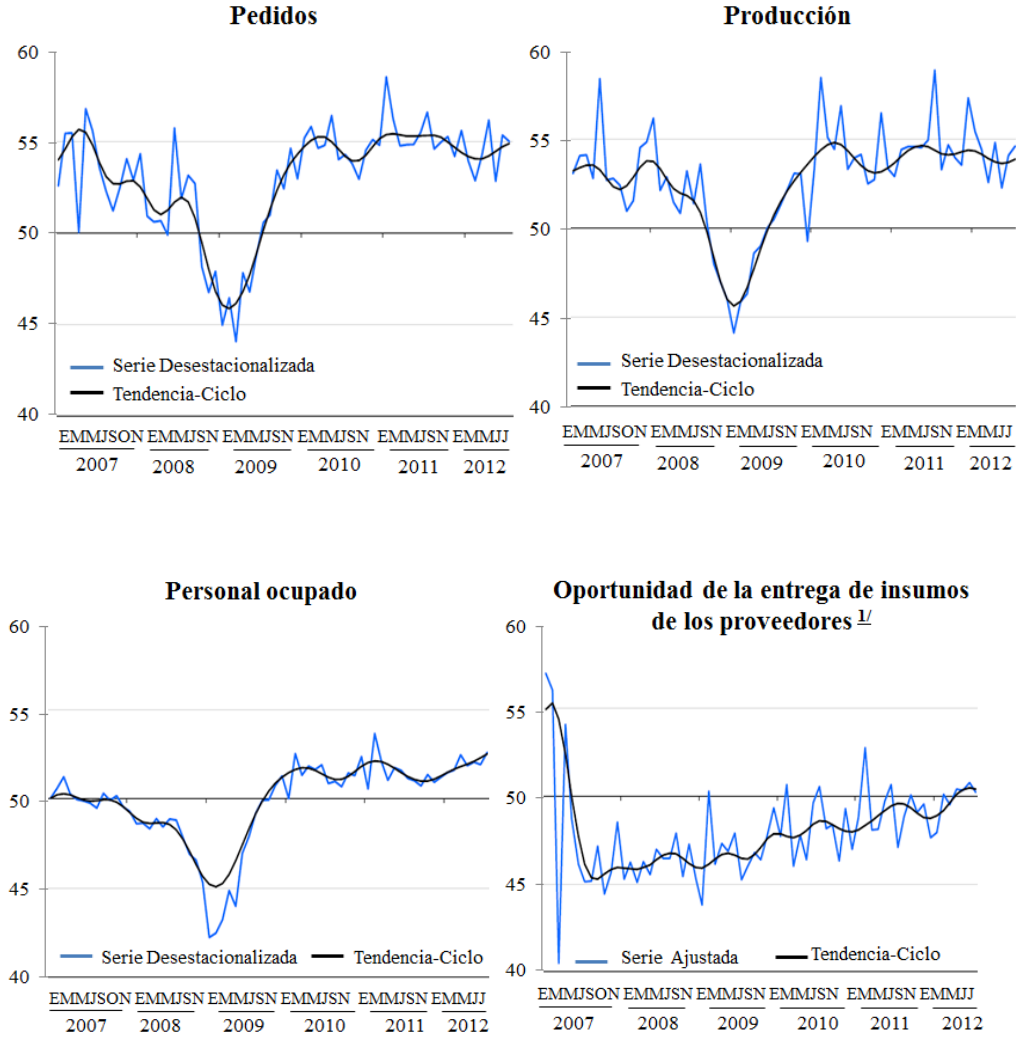 Pedidos
60
55
50
45
40
Serie Desestacionalizada
Tendencia-Ciclo
EMMJSON EMMJSN EMMJSN EMMJSN EMMJSN EMMJJ
2007 2008 2009 2010 2011 2012
Producción
60
55
50
45
40
Serie Desestacionalizada
Tendencia-Ciclo
EMMJSON EMMJSN EMMJSN EMMJSN EMMJSN EMMJJ
2007 2008 2009 2010 2011 2012
Personal ocupado
60
55
50
45
40
Serie Desestacionalizada Tendencia-Ciclo
EMMJSON EMMJSN EMMJSN EMMJSN EMMJSN EMMJJ
2007 2008 2009 2010 2011 2012
Oportunidad de la entrega de insumos
de los proveedores 1/
60
55
50
45
40
Serie Ajustada Tendencia-Ciclo
EMMJSON EMMJSN EMMJSN EMMJSN EMMJSN EMMJJ
2007 2008 2009 2010 2011 2012